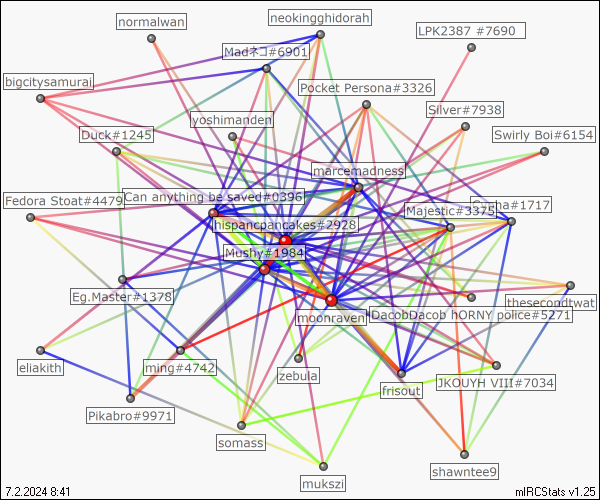 normalwan
neokingghidorah
LPK2387 #7690
Madネコ#6901
bigcitysamurai
Pocket Persona#3326
Silver#7938
yoshimanden
Duck#1245
Swirly Boi#6154
marcemadness
Fedora Stoat#4479
Can anything be saved#0396
Majestic#3375
#1717
hispancpancakes#2928
Mushy#1984
Eg.Master#1378
thesecondtwat
moonraven
DacobDacob hORNY police#5271
eliakith
ming#4742
zebula
frisout
JKOUYH VIII#7034
Pikabro#9971
somass
shawntee9
mukszi
7.2.2024 8:41
mIRCStats v1.25